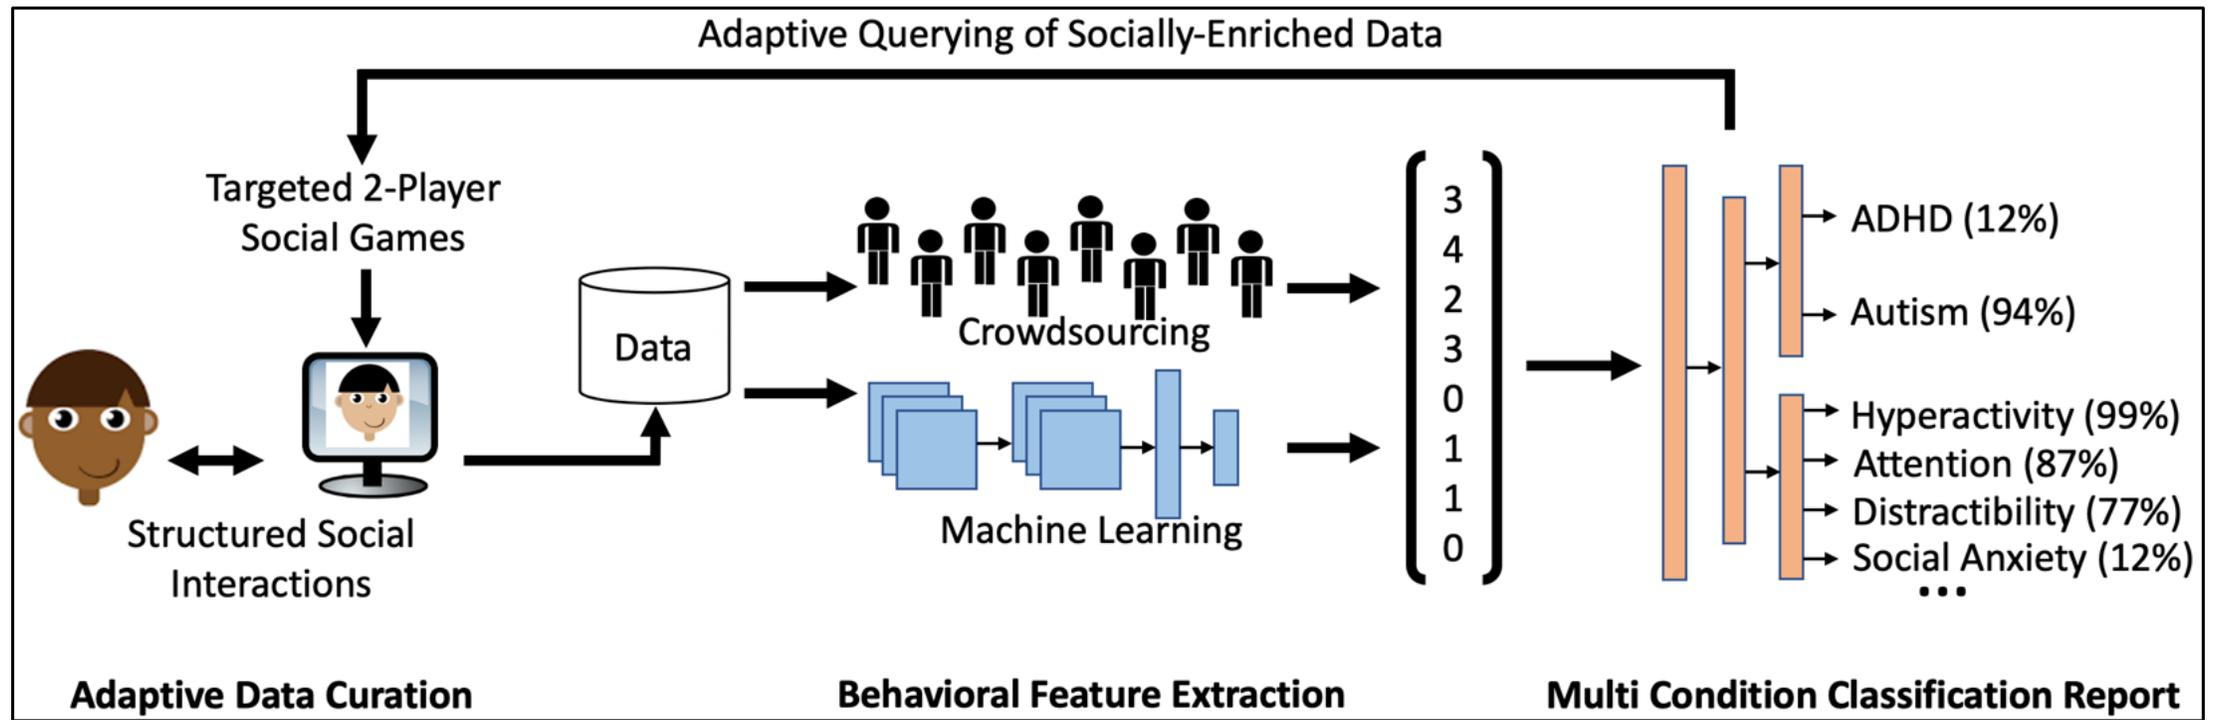 Adaptive Querying of Socially-Enriched Data
Targeted 2-Player
Social Games
Structured Social
Interactions
Data
Crowdsourcing
Machine Learning
3
4
2
3
0
1
1
0
ADHD (12%)
Autism (94%)
Hyperactivity (99%)
Attention (87%)
Distractibility (77%)
Social Anxiety (12%)
...
Adaptive Data Curation
Behavioral Feature Extraction
Multi Condition Classification Report